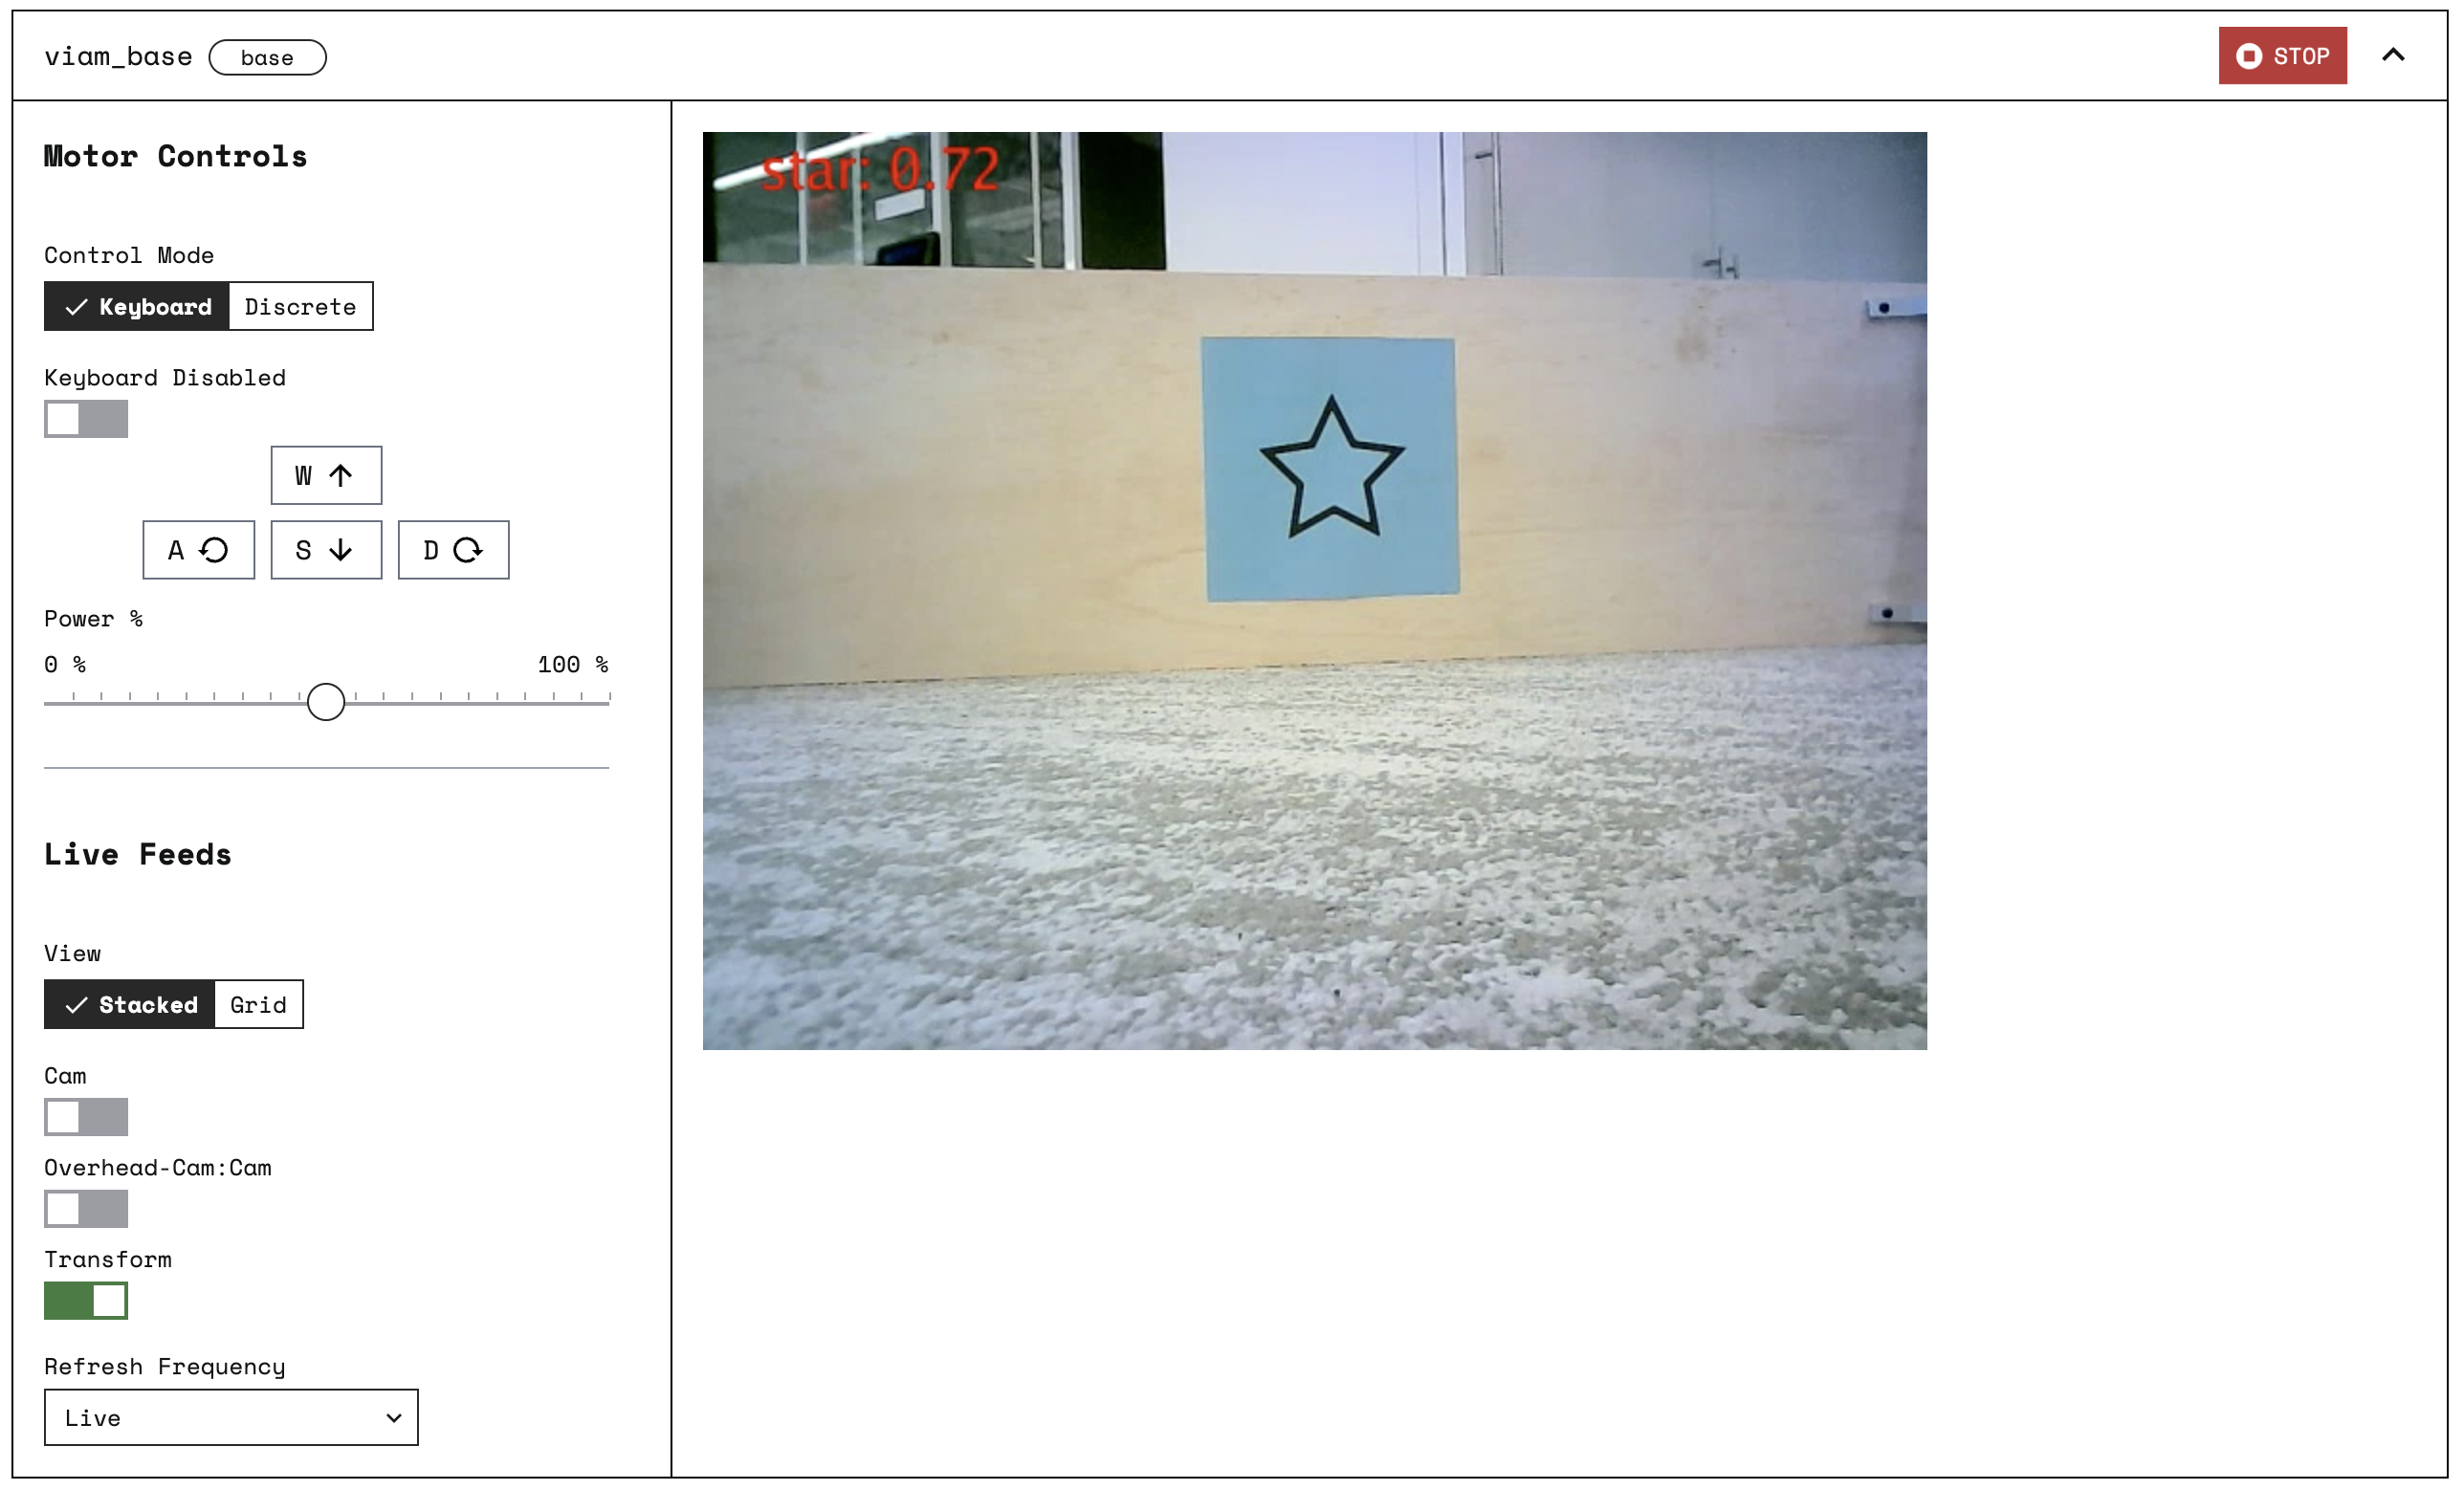 viam_base base
STOP
Motor Controls
Control Mode
Keyboard Discrete
Keyboard Disabled
W
A S D
Power %
0 % 100 %
Live Feeds
View
Stacked Grid
Cam
Overhead-Cam:Cam
Transform
Refresh Frequency
Live
star: 0.72